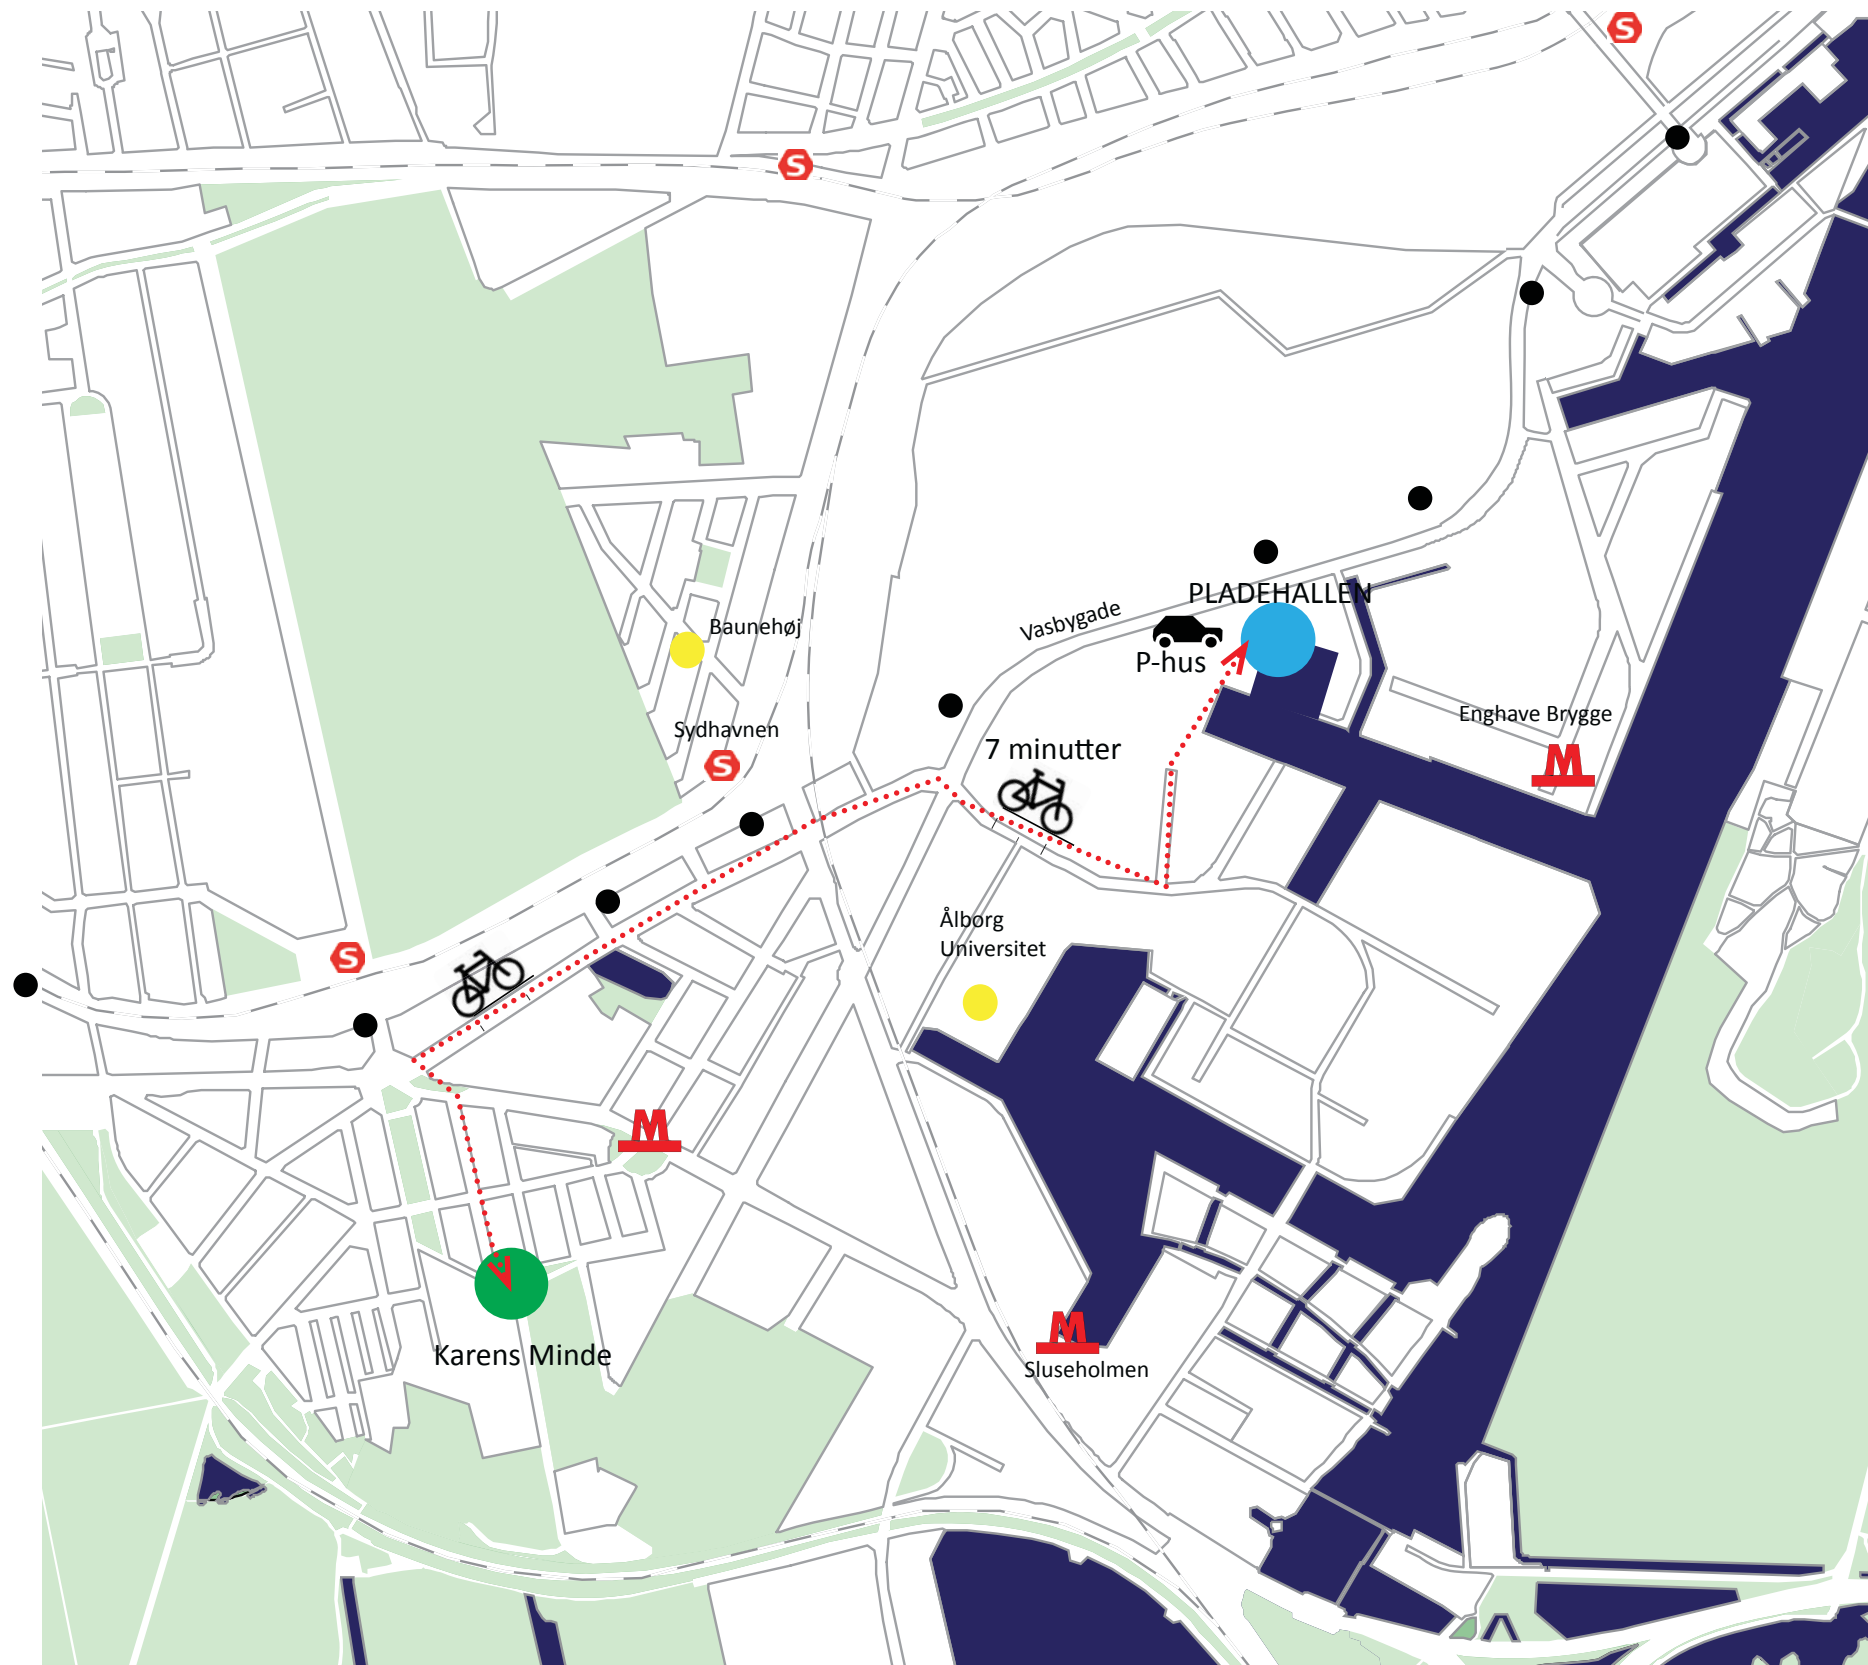 S
S
PLADEHALLEN
Vasbygade
Baunehøj
P-hus
Enghave Brygge
M
Sydhavnen
S
7 minutter
Ålborg
Universitet
S
M
M
Karens Minde
Sluseholmen